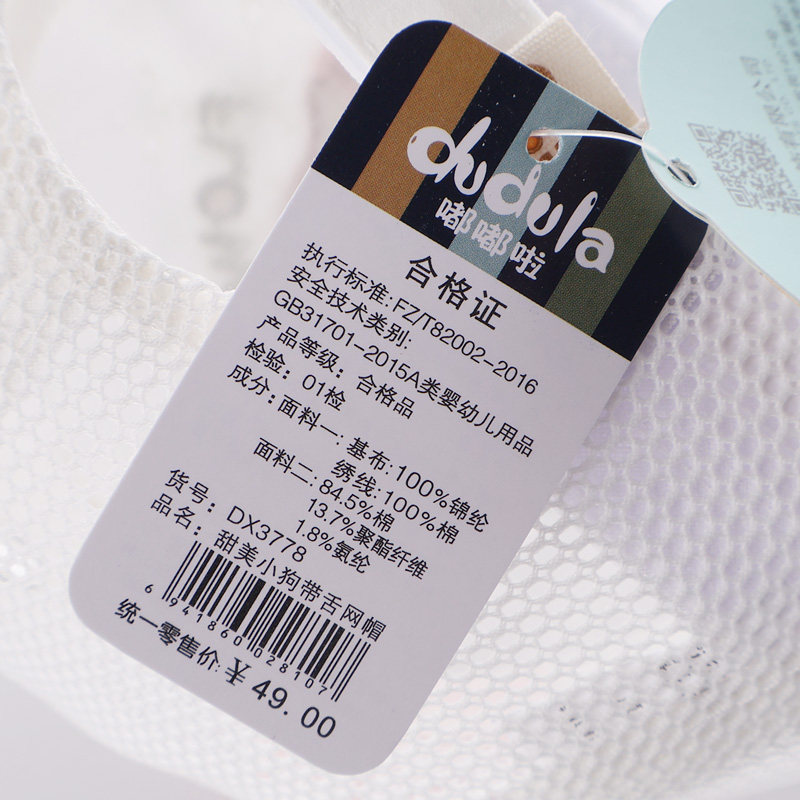 dudula
嘟嘟啦
合格证
执行标准:FZ/T82002-2016
安全技术类别:
GB31701-2015A类婴幼儿用品
产品等级: 合格品
检验: 01检
成分:面料一:基布:100%锦纶
绣线:100%棉
面料二:84.5%棉
13.7%聚酯纤维
1.8%氨纶
货号: DX3778
品名: 甜美小狗带舌网帽
6 941860 028107
统一零售价:¥ 49.00
有限公司